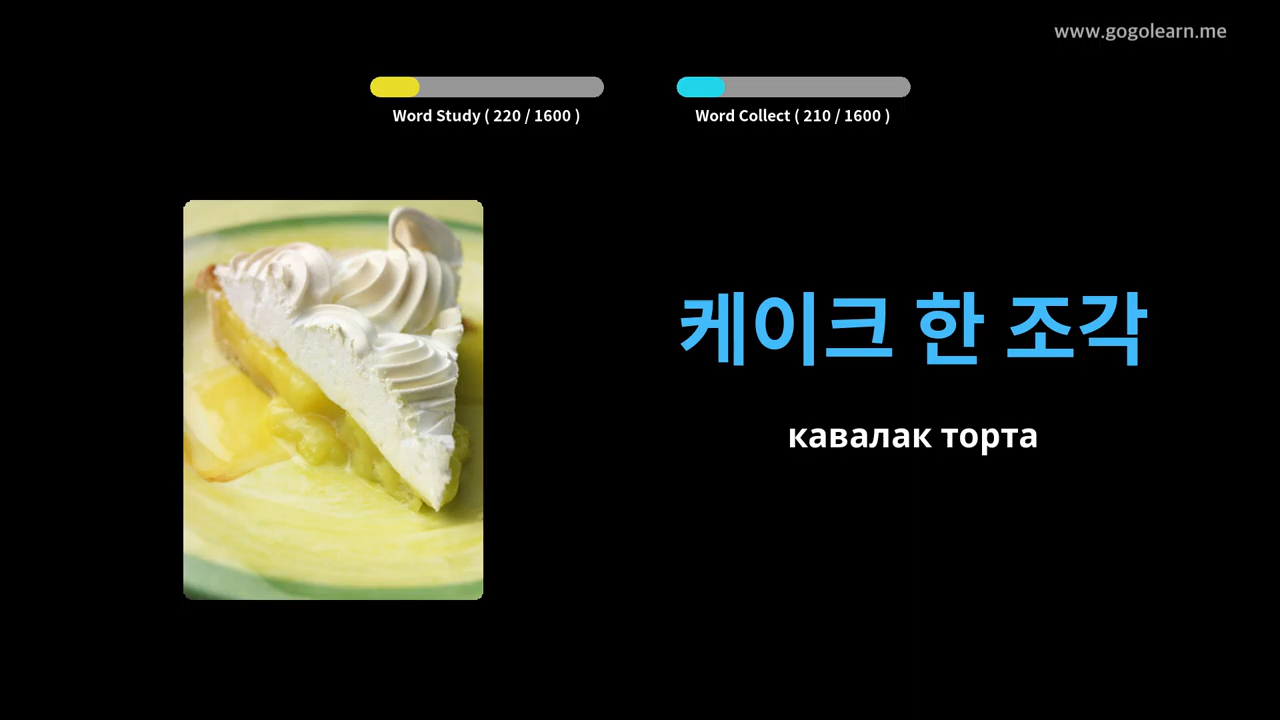 www.gogolearn.me
Word Study ( 220 / 1600 )
Word Collect ( 210 / 1600 )
케이크 한 조각
кавалак торта